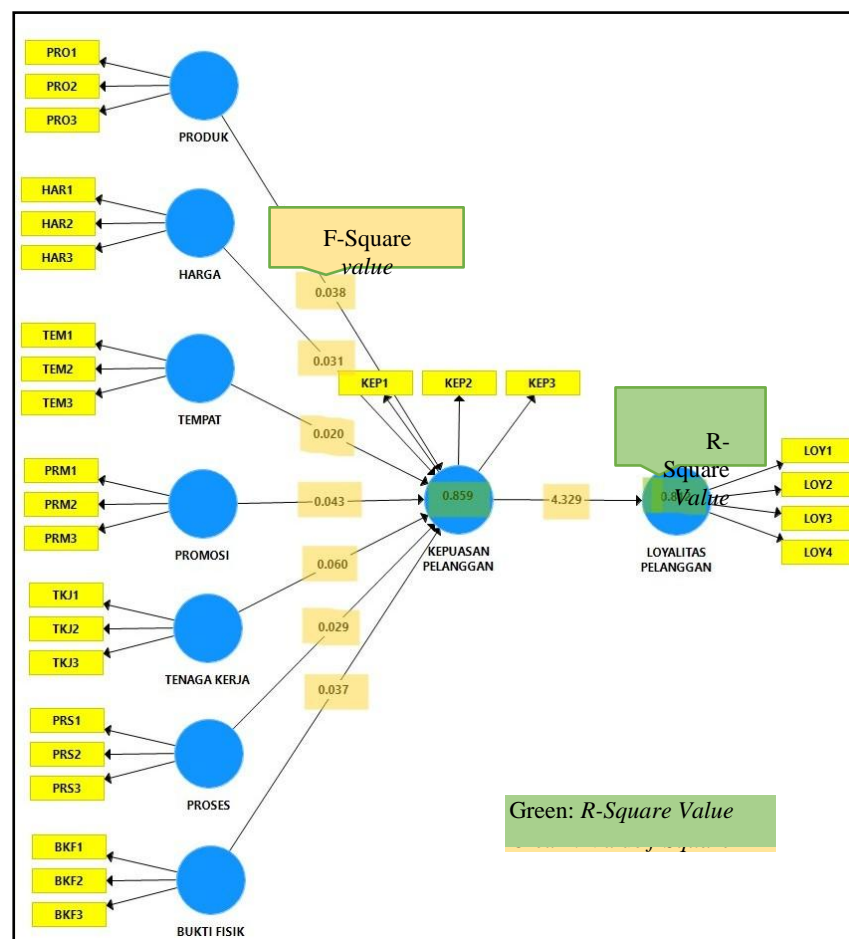 PRO1
PRO2
PRO3
PRODUK
HAR1
HAR2
HAR3
HARGA
F-Square
value
0.038
0.031
TEM1
TEM2
TEM3
TEMPAT
0.020
KEP1
KEP2
KEP3
R-
Square
Value
PRM1
PRM2
PRM3
PROMOSI
0.043
0.859
KEPUASAN
PELANGGAN
4.329
LOYALITAS
PELANGGAN
LOY1
LOY2
LOY3
LOY4
TKJ1
TKJ2
TKJ3
TENAGA KERJA
0.060
0.029
0.037
PRS1
PRS2
PRS3
PROSES
BKF1
BKF2
BKF3
BUKTI FISIK
Green: R-Square Value